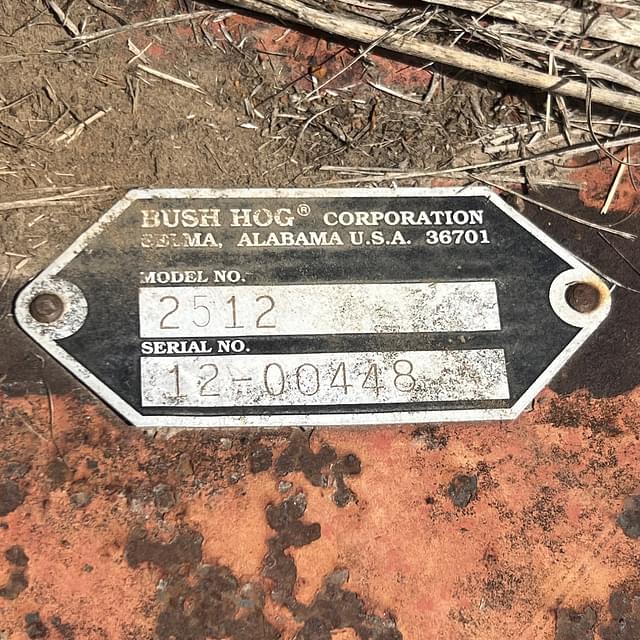 BUSH HOG® CORPORATION
SELMA, ALABAMA U.S.A. 36701
MODEL NO.
2512
SERIAL NO.
12-00448